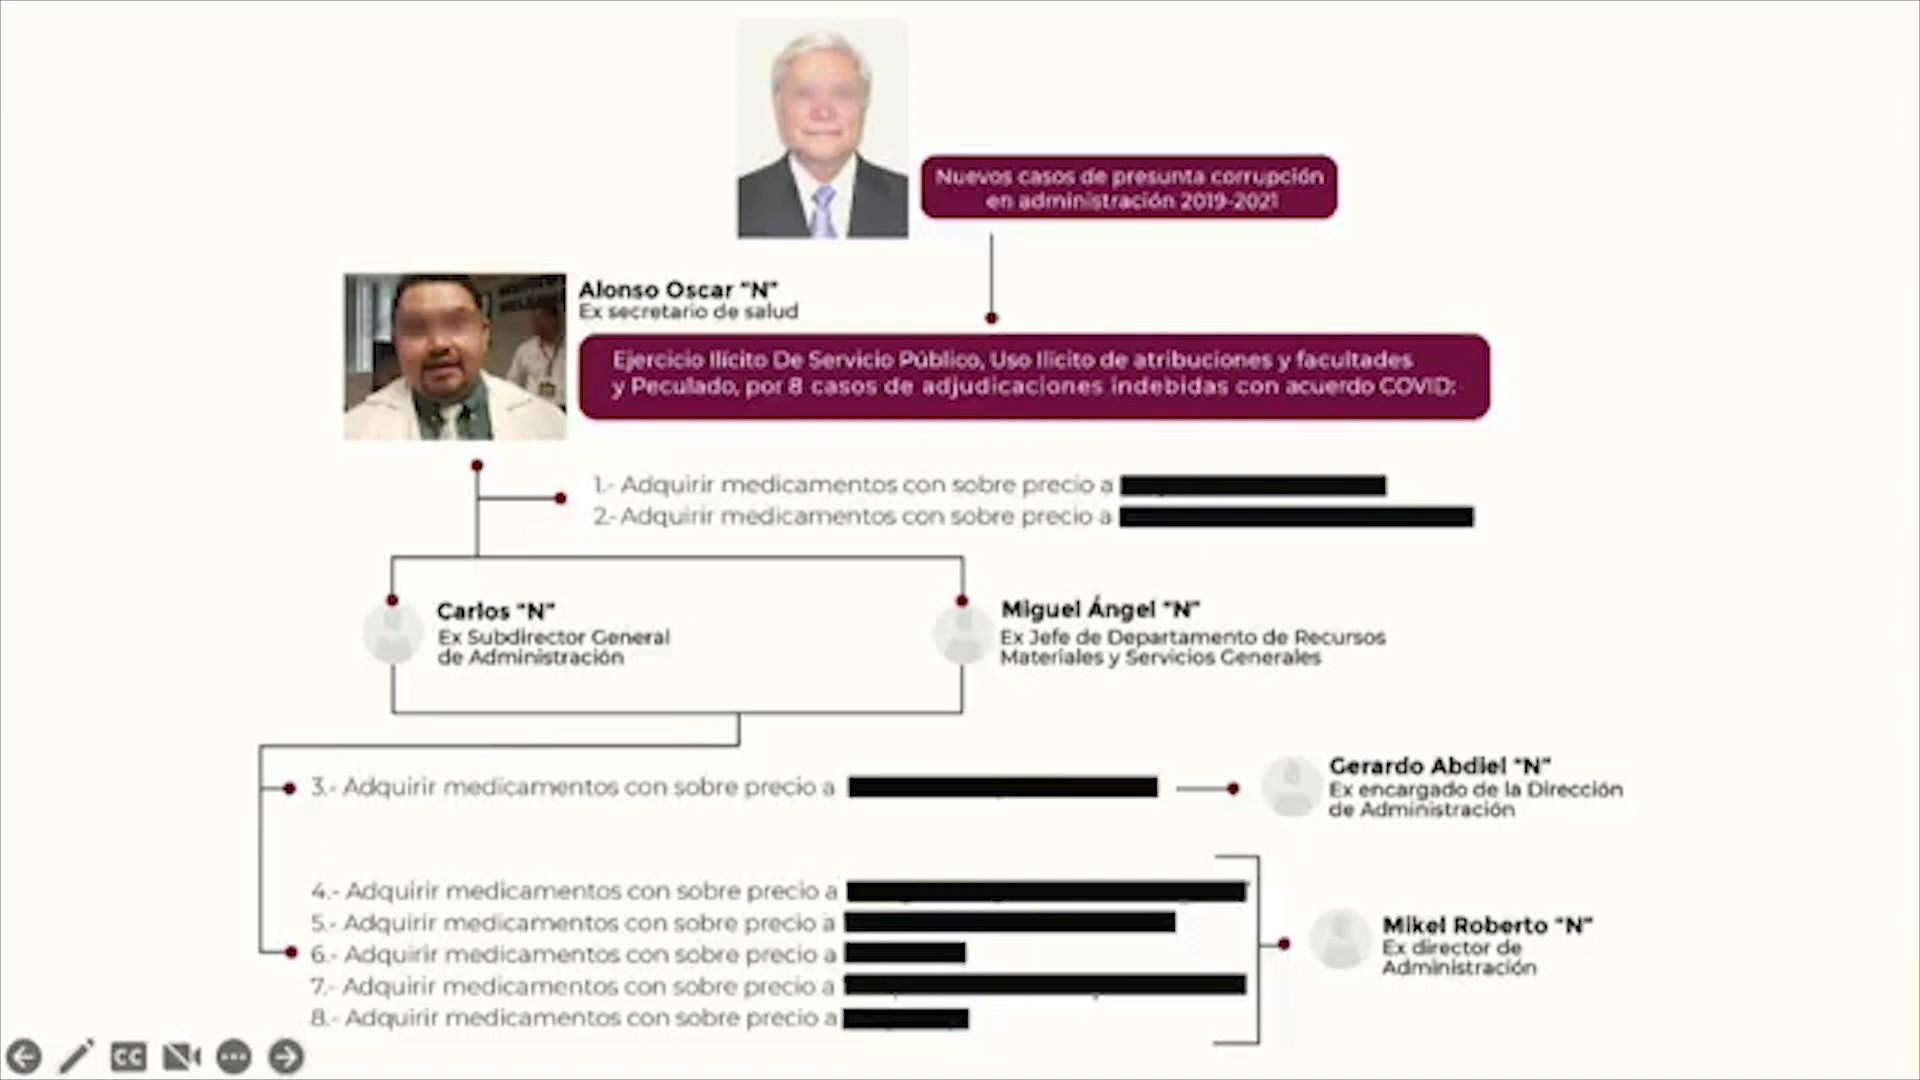 Nuevos casos de presunta corrupción
en administración 2019-2021
Alonso Oscar "N"
Ex secretario de salud
Ejercicio Ilícito De Servicio Público, Uso Ilicito de atribuciones y facultades
y Peculado, por 8 casos de adjudicaciones indebidas con acuerdo COVID:
1.- Adquirir medicamentos con sobre precio a
2.- Adquirir medicamentos con sobre precio a
Carlos "N"
Ex Subdirector General
de Administración
Miguel Ángel "N"
Ex Jefe de Departamento de Recursos
Materiales y Servicios Generales
3.- Adquirir medicamentos con sobre precio a
Gerardo Abdiel "N"
Ex encargado de la Dirección
de Administración
4.- Adquirir medicamentos con sobre precio a
5.- Adquirir medicamentos con sobre precio a
6.- Adquirir medicamentos con sobre precio a
7.- Adquirir medicamentos con sobre precio a
8.- Adquirir medicamentos con sobre precio a
Mikel Roberto "N"
Ex director de
Administración
CC